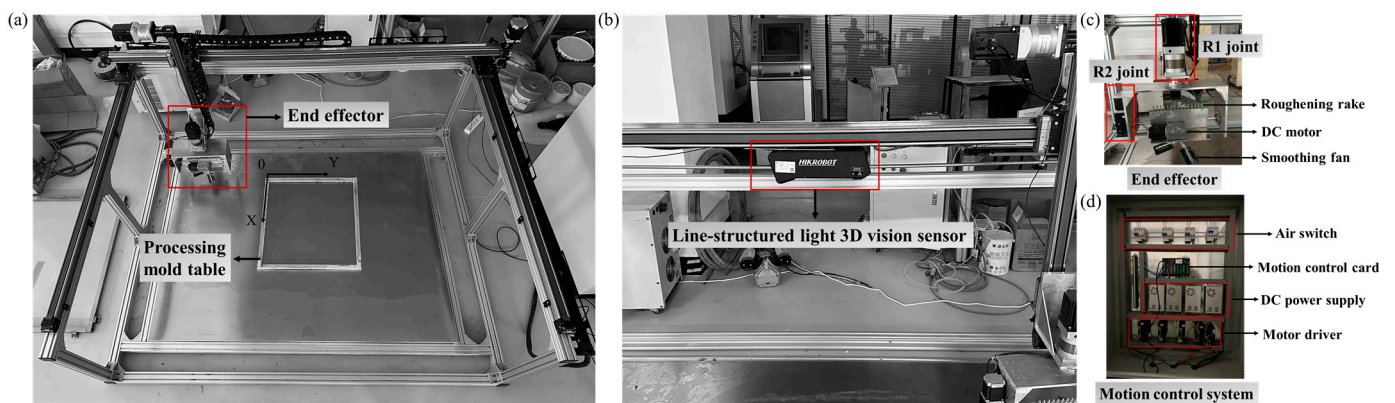 (a)
End effector
0
Y
X
Processing
mold table
(b)
HIKROBOT
Line-structured light 3D vision sensor
(c)
R1 joint
R2 joint
Roughening rake
DC motor
Smoothing fan
End effector
(d)
Air switch
Motion control card
DC power supply
Motor driver
Motion control system